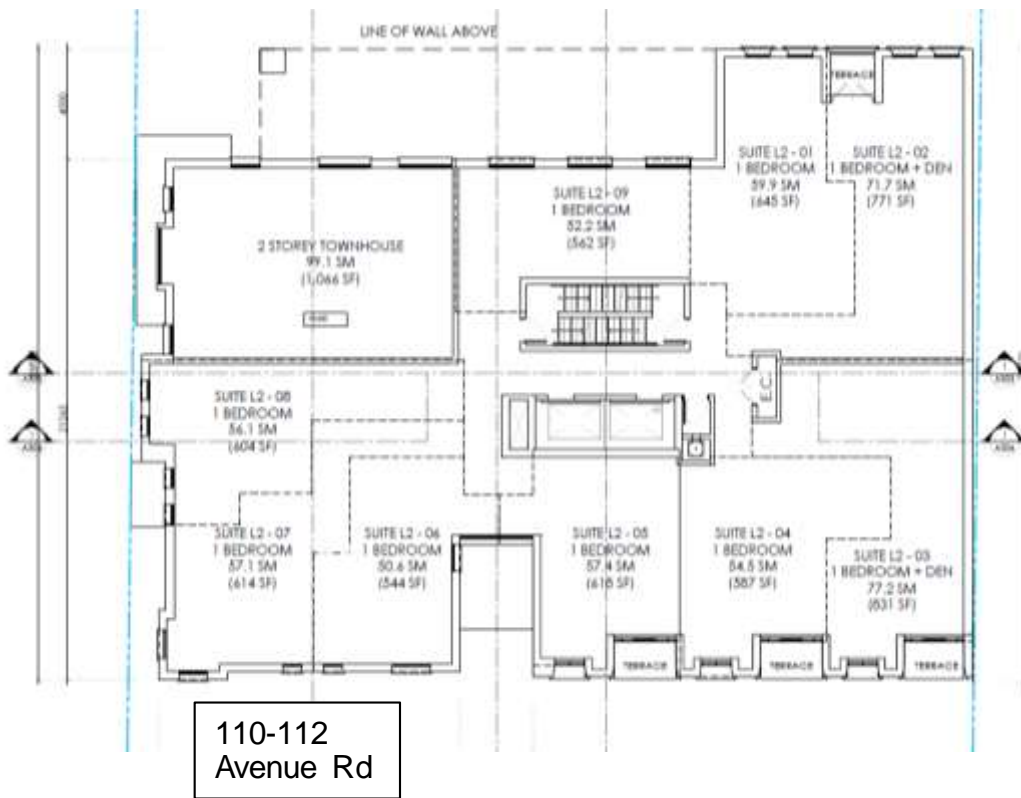 LINE OF WALL ABOVE
TERRACE
SUITE L2 - 01
1 BEDROOM
59.9 SM
(645 SF)
SUITE L2 - 02
1 BEDROOM + DEN
71.7 SM
(771 SF)
SUITE L2 - 09
1 BEDROOM
52.2 SM
(562 SF)
2 STOREY TOWNHOUSE
99.1 SM
(1,066 SF)
E.C.
SUITE L2 - 08
1 BEDROOM
56.1 SM
(604 SF)
SUITE L2 - 07
1 BEDROOM
57.1 SM
(614 SF)
SUITE L2 - 06
1 BEDROOM
50.6 SM
(544 SF)
SUITE L2 - 05
1 BEDROOM
57.4 SM
(618 SF)
SUITE L2 - 04
1 BEDROOM
54.5 SM
(587 SF)
SUITE L2 - 03
1 BEDROOM + DEN
77.2 SM
(831 SF)
TERRACE
TERRACE
TERRACE
110-112
Avenue Rd